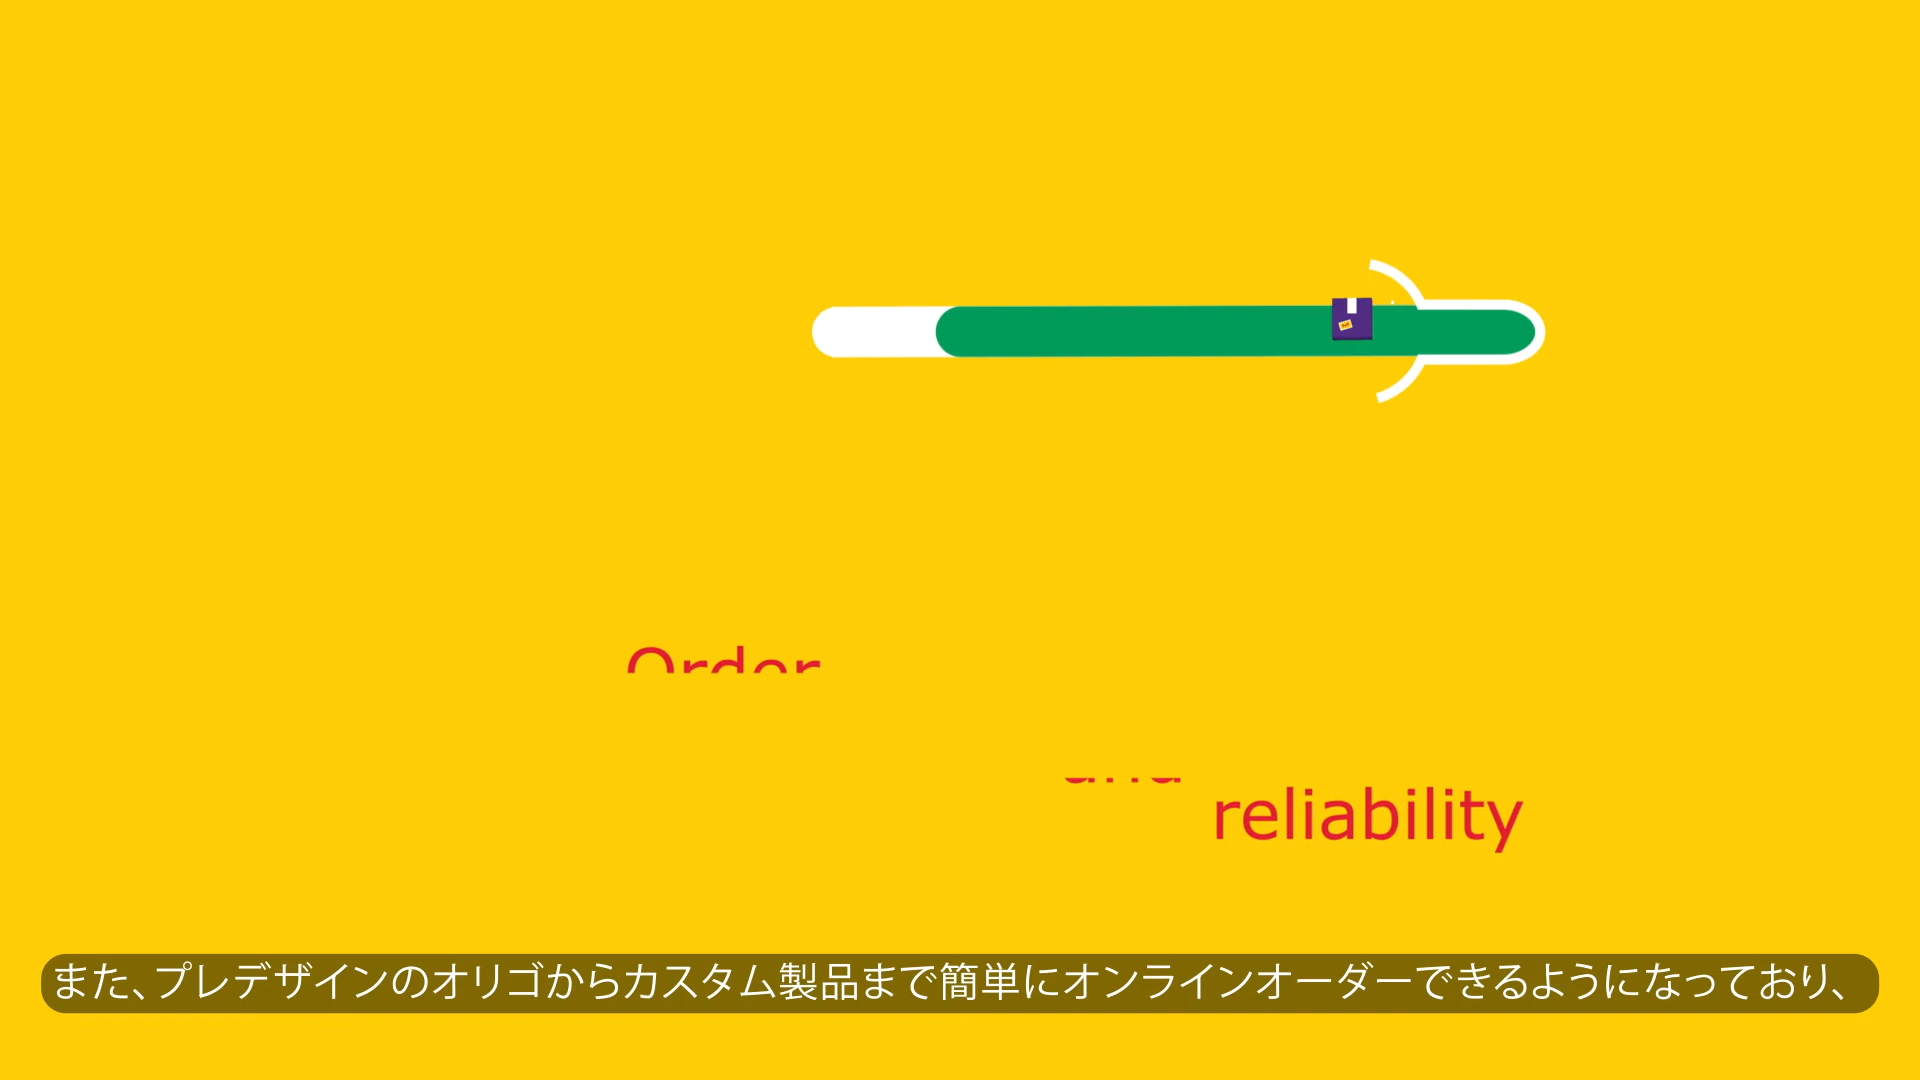 Order
reliability
また、プレデザインのオリゴからカスタム製品まで簡単にオンラインオーダーできるようになっており、